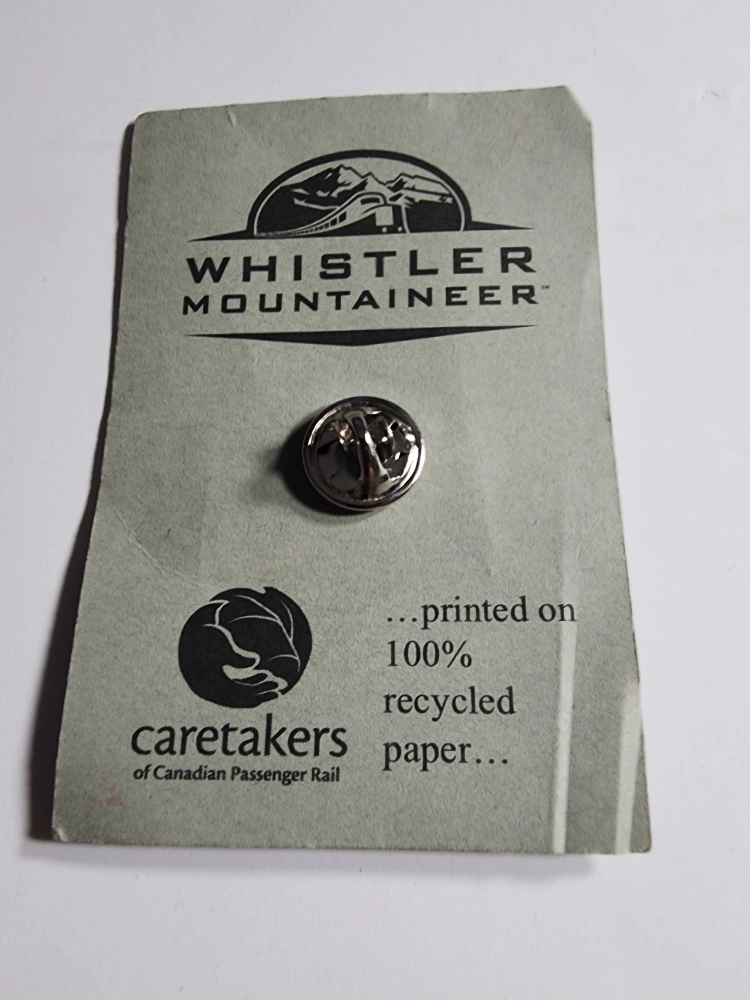 WHISTLER
MOUNTAINEER™
...printed on
100%
recycled
paper...
caretakers
of Canadian Passenger Rail